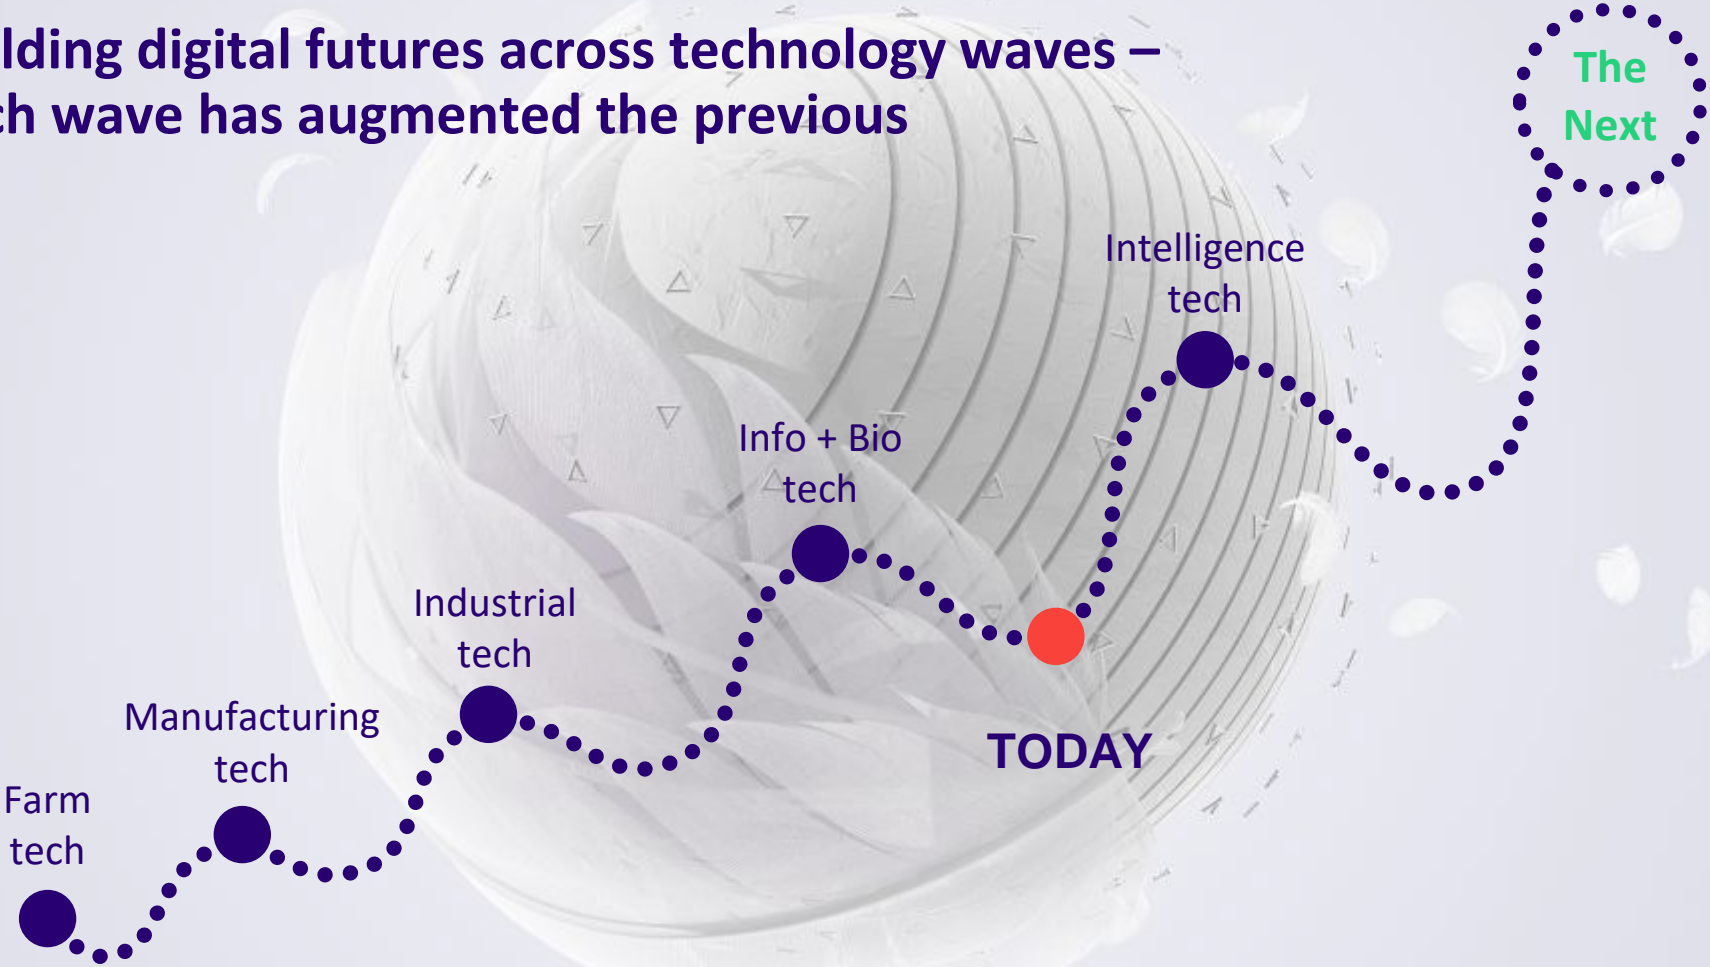 lding digital futures across technology waves –
ch wave has augmented the previous
The
Next
Intelligence
tech
Info + Bio
tech
Industrial
tech
TODAY
Manufacturing
tech
Farm
tech